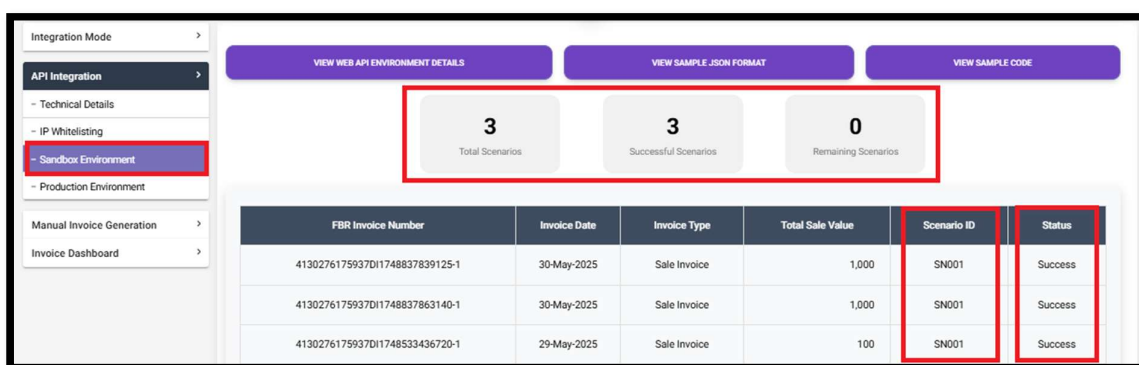 Integration Mode >
API Integration >
- Technical Details
- IP Whitelisting
- Sandbox Environment
- Production Environment
Manual Invoice Generation >
Invoice Dashboard >
VIEW WEB API ENVIRONMENT DETAILS VIEW SAMPLE JSON FORMAT VIEW SAMPLE CODE
3 3 0
Total Scenarios Successful Scenarios Remaining Scenarios
FBR Invoice Number Invoice Date Invoice Type Total Sale Value Scenario ID Status
4130276175937DI1748837839125-1 30-May-2025 Sale Invoice 1,000 SN001 Success
4130276175937DI1748837863140-1 30-May-2025 Sale Invoice 1,000 SN001 Success
4130276175937DI1748533436720-1 29-May-2025 Sale Invoice 100 SN001 Success